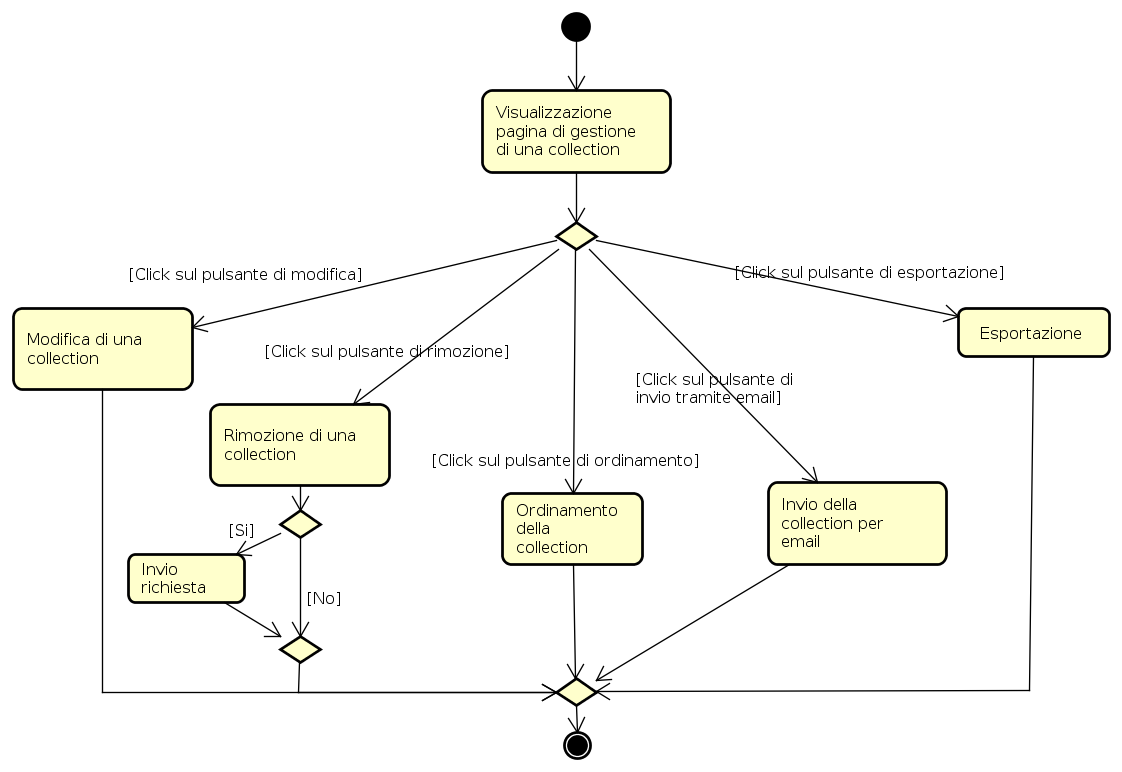 Visualizzazione
pagina di gestione
di una collection
[Click sul pulsante di modifica]
[Click sul pulsante di esportazione]
Modifica di una
collection
Esportazione
[Click sul pulsante di rimozione]
[Click sul pulsante di
invio tramite email]
Rimozione di una
collection
[Click sul pulsante di ordinamento]
Ordinamento
della
collection
Invio della
collection per
email
[Si]
Invio
richiesta
[No]